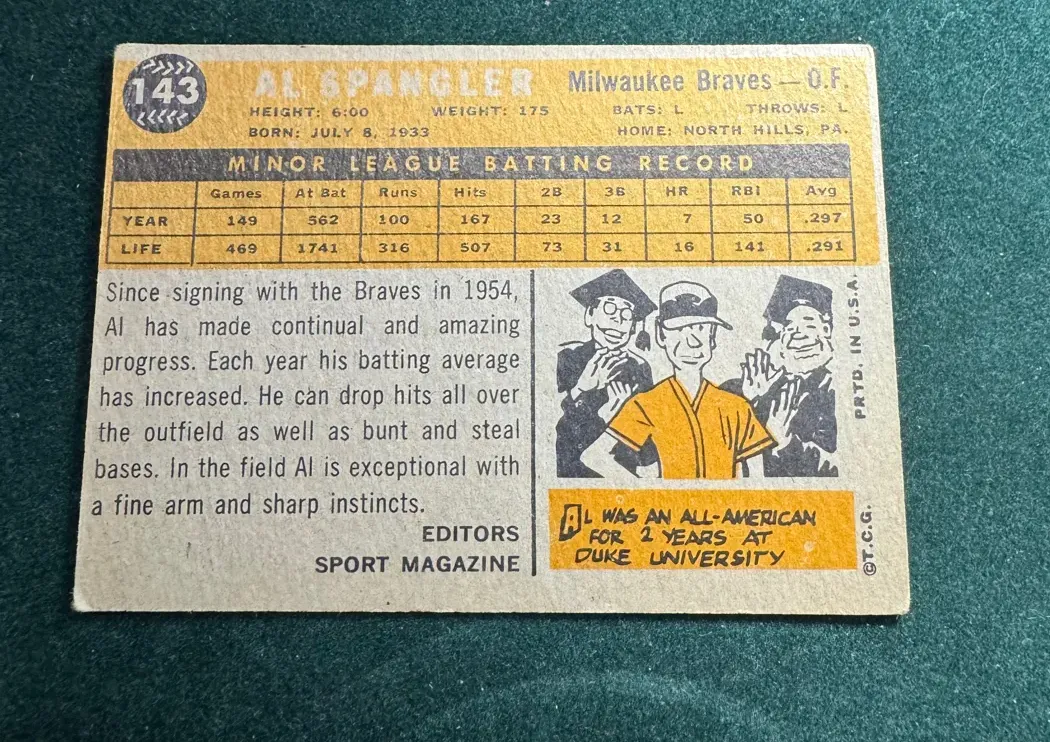 143
AL SPANGLER Milwaukee Braves — O.F.
HEIGHT: 6:00 WEIGHT: 175 BATS: L THROWS: L
BORN: JULY 8, 1933 HOME: NORTH HILLS, PA.
MINOR LEAGUE BATTING RECORD
Games At Bat Runs Hits 2B 3B HR RBI Avg
YEAR 149 562 100 167 23 12 7 50 .297
LIFE 469 1741 316 507 73 31 16 141 .291
Since signing with the Braves in 1954,
Al has made continual and amazing
progress. Each year his batting average
has increased. He can drop hits all over
the outfield as well as bunt and steal
bases. In the field Al is exceptional with
a fine arm and sharp instincts.
EDITORS
SPORT MAGAZINE
AL WAS AN ALL-AMERICAN
FOR 2 YEARS AT
DUKE UNIVERSITY
PRTD. IN U.S.A.
©T.C.G.